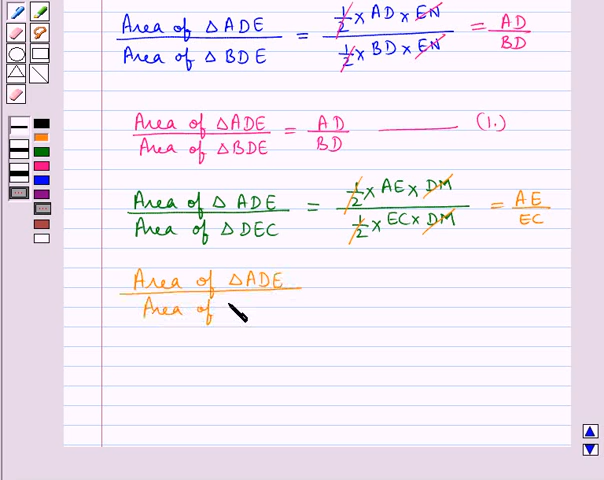 Area of △ADE / Area of △BDE = ½ × AD × EN / ½ × BD × EN = AD / BD
Area of △ADE / Area of △BDE = AD / BD ——— (1.)
Area of △ADE / Area of △DEC = ½ × AE × DM / ½ × EC × DM = AE / EC
Area of △ADE / Area of